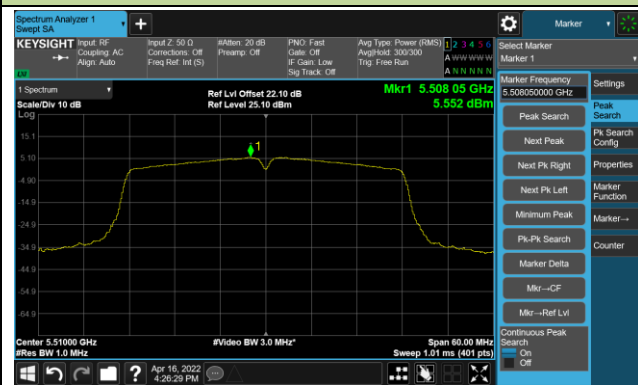 Spectrum Analyzer 1
Swept SA
+
Marker
KEYSIGHT
Input: RF
Coupling: AC
Align: Auto
Input Z: 50 Ω
Corrections: Off
Freq Ref: Int (S)
#Atten: 20 dB
Preamp: Off
PNO: Fast
Gate: Off
IF Gain: Low
Sig Track: Off
Avg Type: Power (RMS)
Avg|Hold: 300/300
Trig: Free Run
1 2 3 4 5 6
A W W W W W
A N N N N N
Select Marker
Marker 1
LXI
1 Spectrum
Scale/Div 10 dB
Log
Ref Lvl Offset 22.10 dB
Ref Level 25.10 dBm
Mkr1 5.508 05 GHz
5.552 dBm
1
15.1
5.10
-4.90
-14.9
-24.9
-34.9
-44.9
-54.9
-64.9
Center 5.51000 GHz
#Res BW 1.0 MHz
#Video BW 3.0 MHz*
Span 60.00 MHz
Sweep 1.01 ms (401 pts)
Marker Frequency
5.508050000 GHz
Peak Search
Next Peak
Next Pk Right
Next Pk Left
Minimum Peak
Pk-Pk Search
Marker Delta
Mkr→CF
Mkr→Ref Lvl
Continuous Peak
Search
On
Off
Settings
Peak
Search
Pk Search
Config
Properties
Marker
Function
Marker→
Counter
?
Apr 16, 2022
4:26:29 PM